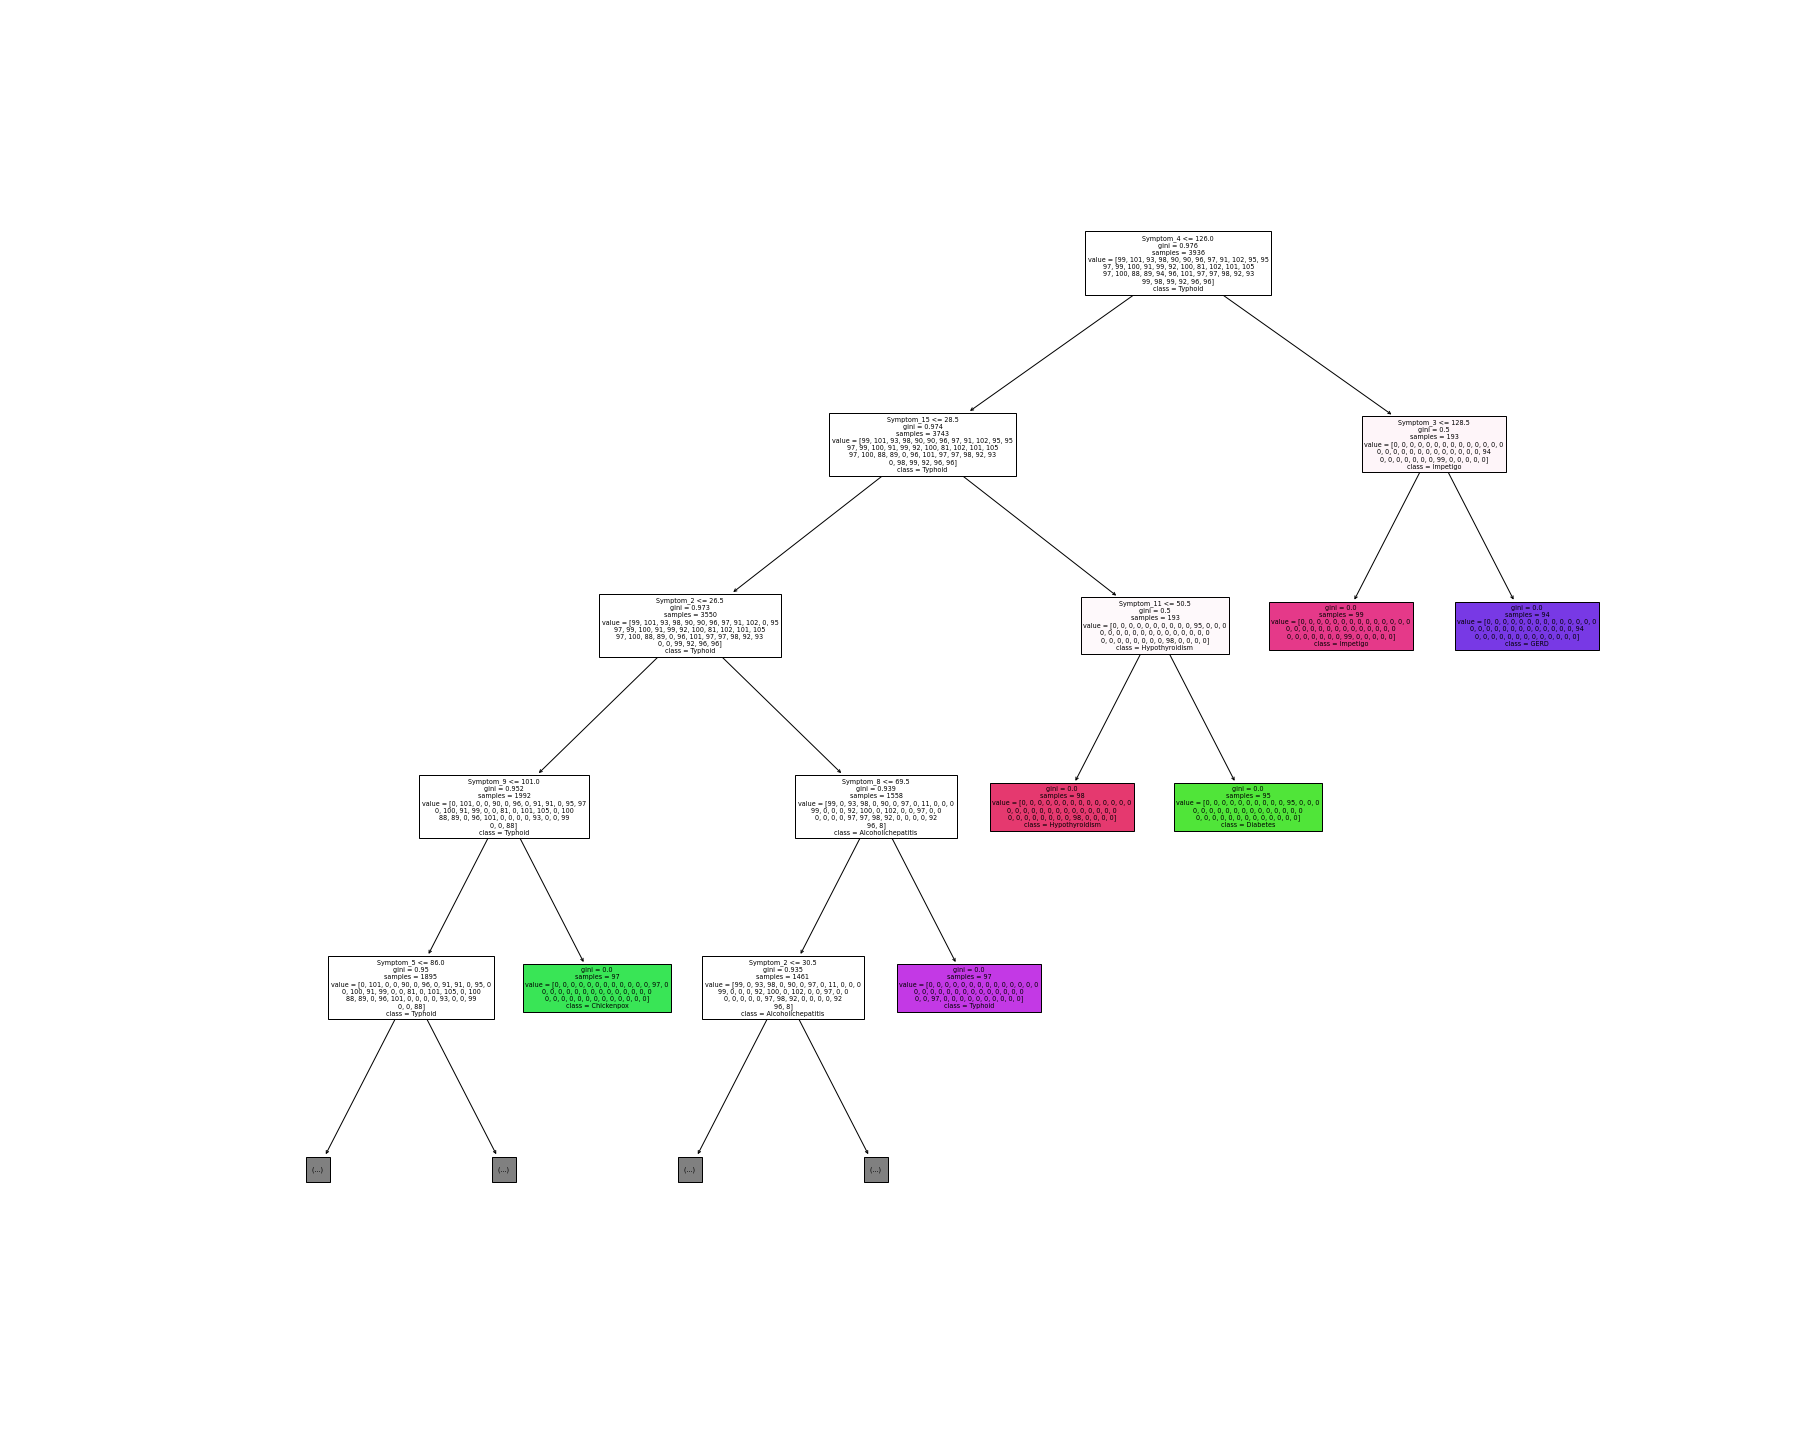 Symptom_4 <= 126.0
gini = 0.976
samples = 3936
value = [99, 101, 93, 98, 90, 90, 96, 97, 91, 102, 95, 95
97, 99, 100, 91, 99, 92, 100, 81, 102, 101, 105
97, 100, 88, 89, 94, 96, 101, 97, 97, 98, 92, 93
99, 98, 99, 92, 96, 96]
class = Typhoid
Symptom_15 <= 28.5
gini = 0.974
samples = 3743
value = [99, 101, 93, 98, 90, 90, 96, 97, 91, 102, 95, 95
97, 99, 100, 91, 99, 92, 100, 81, 102, 101, 105
97, 100, 88, 89, 0, 96, 101, 97, 97, 98, 92, 93
0, 98, 99, 92, 96, 96]
class = Typhoid
Symptom_3 <= 128.5
gini = 0.5
samples = 193
value = [0, 0, 0, 0, 0, 0, 0, 0, 0, 0, 0, 0, 0
0, 0, 0, 0, 0, 0, 0, 0, 0, 0, 0, 0, 0, 94
0, 0, 0, 0, 0, 0, 0, 99, 0, 0, 0, 0, 0]
class = Impetigo
Symptom_2 <= 26.5
gini = 0.973
samples = 3550
value = [99, 101, 93, 98, 90, 90, 96, 97, 91, 102, 0, 95
97, 99, 100, 91, 99, 92, 100, 81, 102, 101, 105
97, 100, 88, 89, 0, 96, 101, 97, 97, 98, 92, 93
0, 0, 99, 92, 96, 96]
class = Typhoid
Symptom_11 <= 50.5
gini = 0.5
samples = 193
value = [0, 0, 0, 0, 0, 0, 0, 0, 0, 0, 95, 0, 0, 0
0, 0, 0, 0, 0, 0, 0, 0, 0, 0, 0, 0, 0, 0
0, 0, 0, 0, 0, 0, 0, 0, 98, 0, 0, 0, 0]
class = Hypothyroidism
gini = 0.0
samples = 99
value = [0, 0, 0, 0, 0, 0, 0, 0, 0, 0, 0, 0, 0, 0
0, 0, 0, 0, 0, 0, 0, 0, 0, 0, 0, 0, 0, 0
0, 0, 0, 0, 0, 0, 0, 99, 0, 0, 0, 0, 0]
class = Impetigo
gini = 0.0
samples = 94
value = [0, 0, 0, 0, 0, 0, 0, 0, 0, 0, 0, 0, 0, 0
0, 0, 0, 0, 0, 0, 0, 0, 0, 0, 0, 0, 0, 94
0, 0, 0, 0, 0, 0, 0, 0, 0, 0, 0, 0, 0]
class = GERD
Symptom_9 <= 101.0
gini = 0.952
samples = 1992
value = [0, 101, 0, 0, 90, 0, 96, 0, 91, 91, 0, 95, 97
0, 100, 91, 99, 0, 0, 81, 0, 101, 105, 0, 100
88, 89, 0, 96, 101, 0, 0, 0, 0, 93, 0, 0, 99
0, 0, 88]
class = Typhoid
Symptom_8 <= 69.5
gini = 0.939
samples = 1558
value = [99, 0, 93, 98, 0, 90, 0, 97, 0, 11, 0, 0, 0
99, 0, 0, 0, 92, 100, 0, 102, 0, 0, 97, 0, 0
0, 0, 0, 0, 97, 97, 98, 92, 0, 0, 0, 0, 92
96, 8]
class = Alcoholichepatitis
gini = 0.0
samples = 98
value = [0, 0, 0, 0, 0, 0, 0, 0, 0, 0, 0, 0, 0, 0
0, 0, 0, 0, 0, 0, 0, 0, 0, 0, 0, 0, 0, 0
0, 0, 0, 0, 0, 0, 0, 0, 98, 0, 0, 0, 0]
class = Hypothyroidism
gini = 0.0
samples = 95
value = [0, 0, 0, 0, 0, 0, 0, 0, 0, 0, 95, 0, 0, 0
0, 0, 0, 0, 0, 0, 0, 0, 0, 0, 0, 0, 0, 0
0, 0, 0, 0, 0, 0, 0, 0, 0, 0, 0, 0, 0]
class = Diabetes
Symptom_5 <= 86.0
gini = 0.95
samples = 1895
value = [0, 101, 0, 0, 90, 0, 96, 0, 91, 91, 0, 95, 0
0, 100, 91, 99, 0, 0, 81, 0, 101, 105, 0, 100
88, 89, 0, 96, 101, 0, 0, 0, 0, 93, 0, 0, 99
0, 0, 88]
class = Typhoid
gini = 0.0
samples = 97
value = [0, 0, 0, 0, 0, 0, 0, 0, 0, 0, 0, 0, 97, 0
0, 0, 0, 0, 0, 0, 0, 0, 0, 0, 0, 0, 0, 0
0, 0, 0, 0, 0, 0, 0, 0, 0, 0, 0, 0, 0]
class = Chickenpox
Symptom_2 <= 30.5
gini = 0.935
samples = 1461
value = [99, 0, 93, 98, 0, 90, 0, 97, 0, 11, 0, 0, 0
99, 0, 0, 0, 92, 100, 0, 102, 0, 0, 97, 0, 0
0, 0, 0, 0, 0, 97, 98, 92, 0, 0, 0, 0, 92
96, 8]
class = Alcoholichepatitis
gini = 0.0
samples = 97
value = [0, 0, 0, 0, 0, 0, 0, 0, 0, 0, 0, 0, 0, 0
0, 0, 0, 0, 0, 0, 0, 0, 0, 0, 0, 0, 0, 0
0, 0, 97, 0, 0, 0, 0, 0, 0, 0, 0, 0, 0]
class = Typhoid
(...)
(...)
(...)
(...)